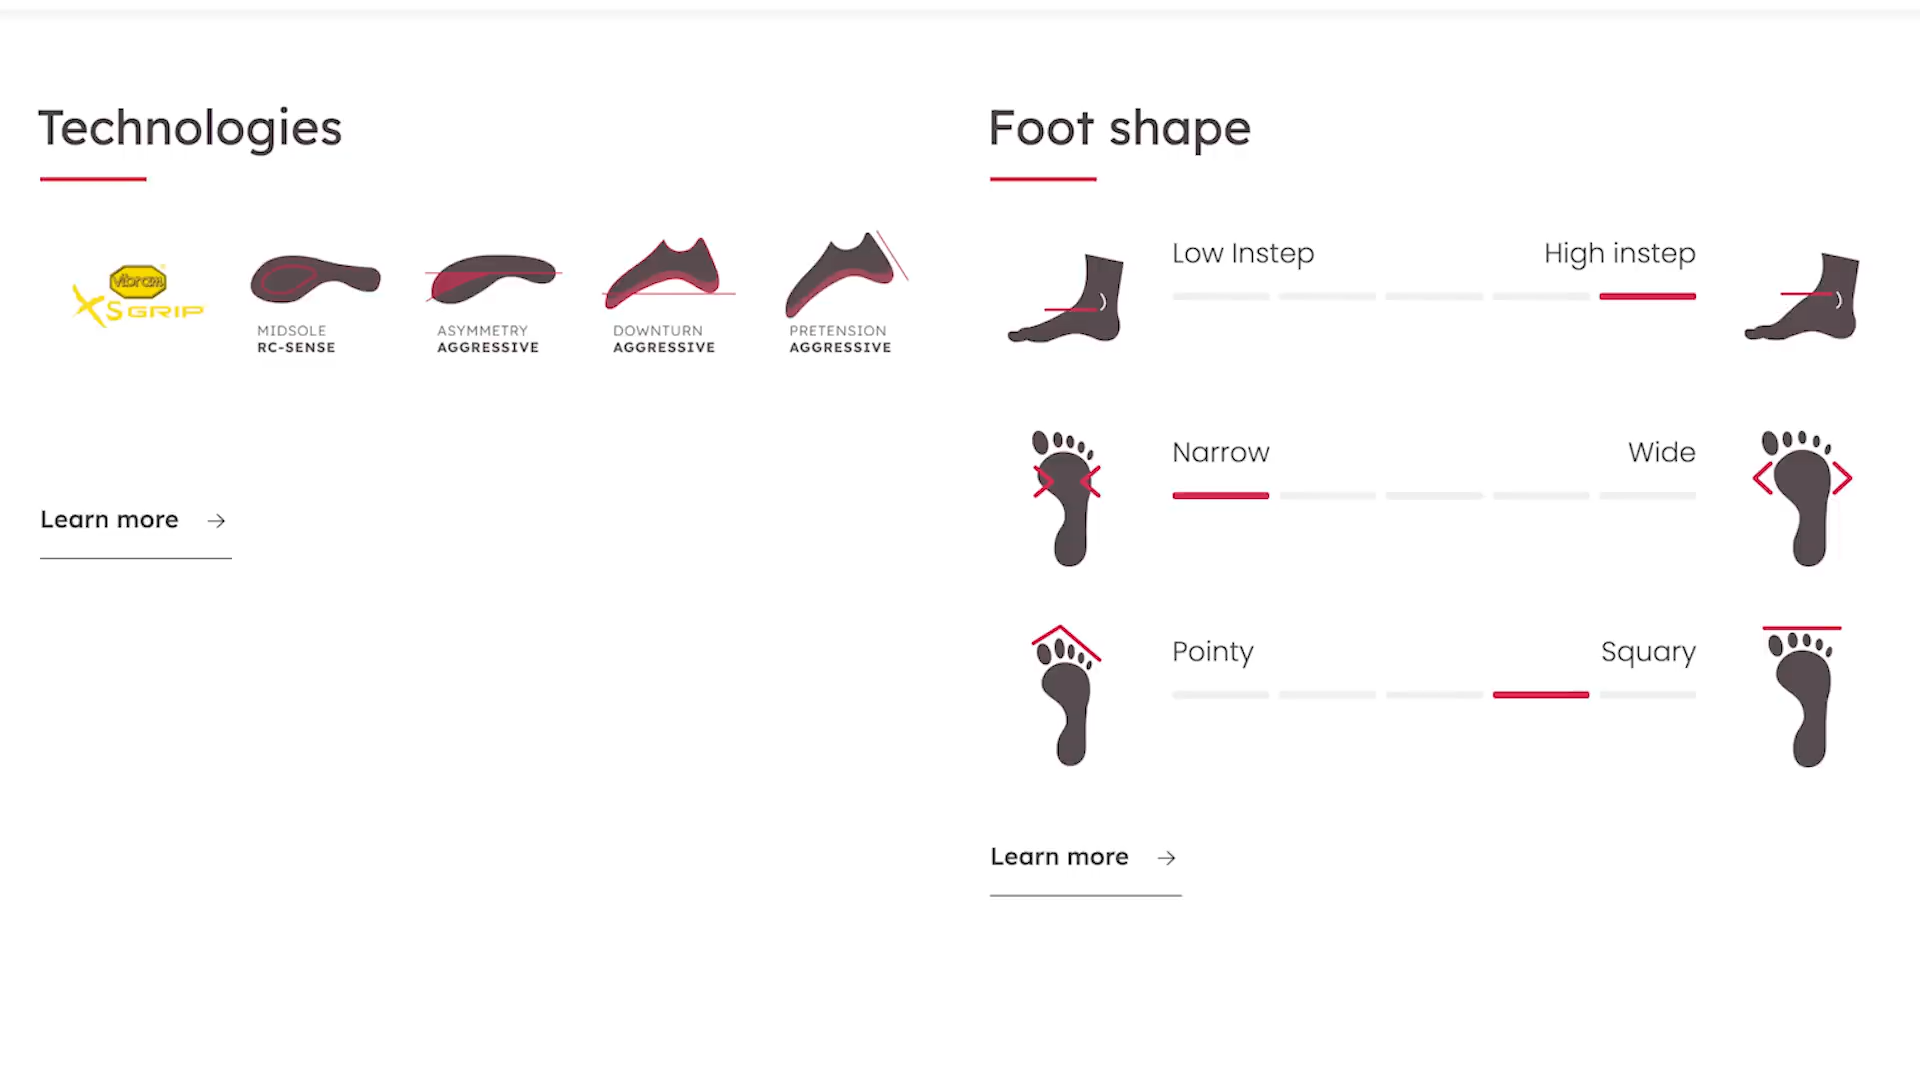 Technologies
vibram
XS GRIP
MIDSOLE
RC-SENSE
ASYMMETRY
AGGRESSIVE
DOWNTURN
AGGRESSIVE
PRETENSION
AGGRESSIVE
Learn more →
Foot shape
Low Instep
High instep
Narrow
Wide
Pointy
Squary
Learn more →